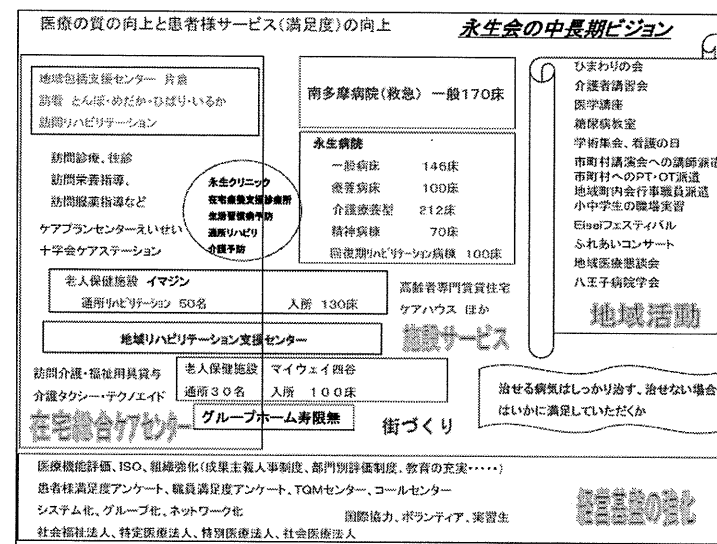 医療の質の向上と患者様サービス(満足度)の向上
永生会の中長期ビジョン
地域包括支援センター 片倉
訪看 とんぼ・めだか・ひばり・いるか
訪問リハビリテーション
訪問診療、往診
訪問栄養指導、
訪問服薬指導など
ケアプランセンターえいせい
十字会ケアステーション
永生クリニック
在宅療養支援診療所
生活習慣病予防
通所リハビリ
介護予防
南多摩病院(救急) 一般170床
永生病院
一般病床 146床
療養病床 100床
介護療養型 212床
精神病棟 70床
回復期リハビリテーション病棟 100床
老人保健施設 イマジン
通所リハビリテーション 50名 入所 130床
高齢者専門賃貸住宅
ケアハウス ほか
施設サービス
地域リハビリテーション支援センター
訪問介護・福祉用具貸与
介護タクシー・テクノエイド
在宅総合ケアセンター
老人保健施設 マイウェイ四谷
通所30名 入所 100床
グループホーム寿限無
街づくり
ひまわりの会
介護者講習会
医学講座
糖尿病教室
学術集会、看護の日
市町村講演会への講師派遣
市町村へのPT・OT派遣
地域町内会行事職員派遣
小中学生の職場実習
Eiseiフェスティバル
ふれあいコンサート
地域医療懇談会
八王子病院学会
地域活動
治せる病気はしっかり治す、治せない場合
はいかに満足していただくか
医療機能評価、ISO、組織強化(成果主義人事制度、部門別評価制度、教育の充実・・・・・)
患者様満足度アンケート、職員満足度アンケート、TQMセンター、コールセンター
システム化、グループ化、ネットワーク化
国際協力、ボランティア、実習生
社会福祉法人、特定医療法人、特別医療法人、社会医療法人
経営基盤の強化